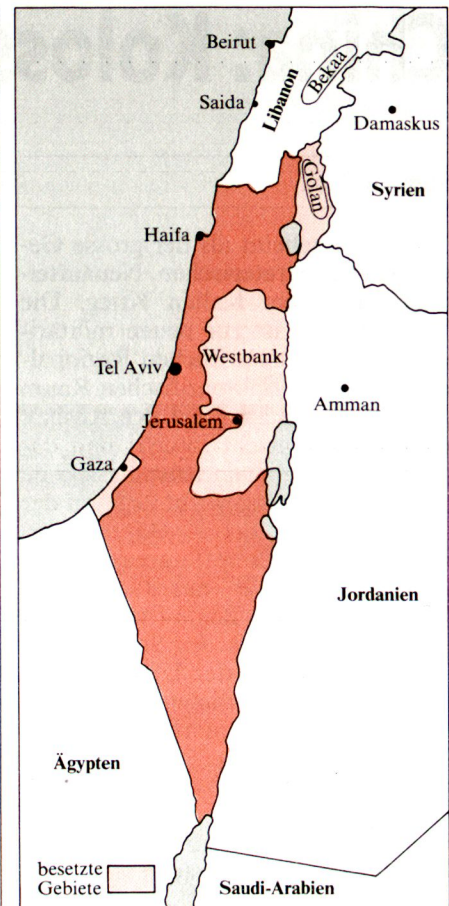 Beirut
Bekaa
Saida
Libanon
Damaskus
Golan
Syrien
Haifa
Westbank
Tel Aviv
Amman
Jerusalem
Gaza
Jordanien
Ägypten
besetzte
Gebiete
Saudi-Arabien